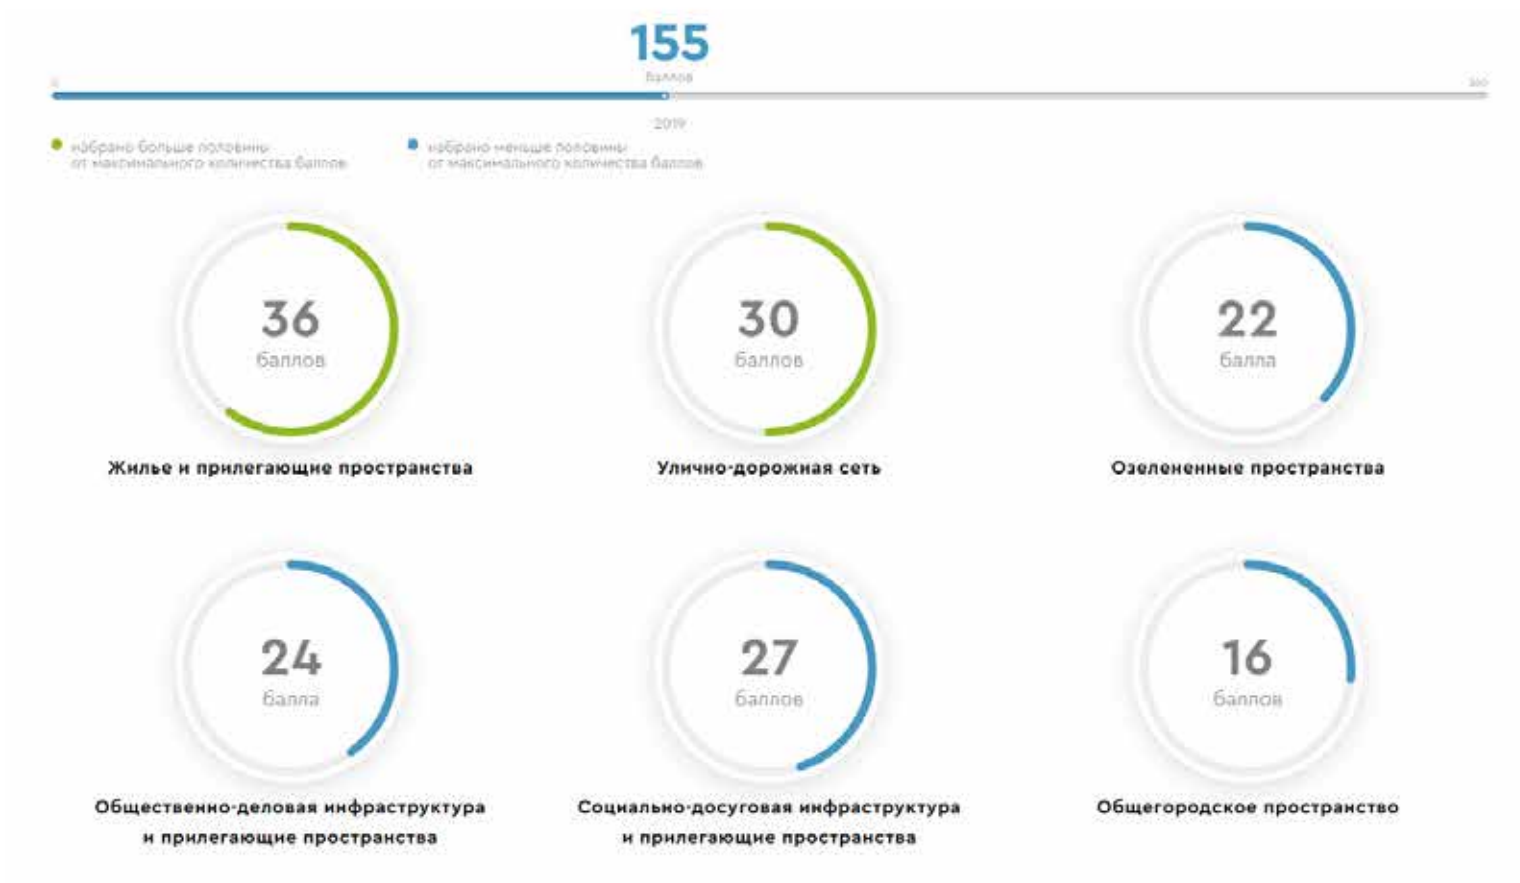 155
баллов
0
360
2019
набрано больше половины
от максимального количества баллов
набрано меньше половины
от максимального количества баллов
36
баллов
Жилье и прилегающие пространства
30
баллов
Улично-дорожная сеть
22
балла
Озелененные пространства
24
балла
Общественно-деловая инфраструктура
и прилегающие пространства
27
баллов
Социально-досуговая инфраструктура
и прилегающие пространства
16
баллов
Общегородское пространство